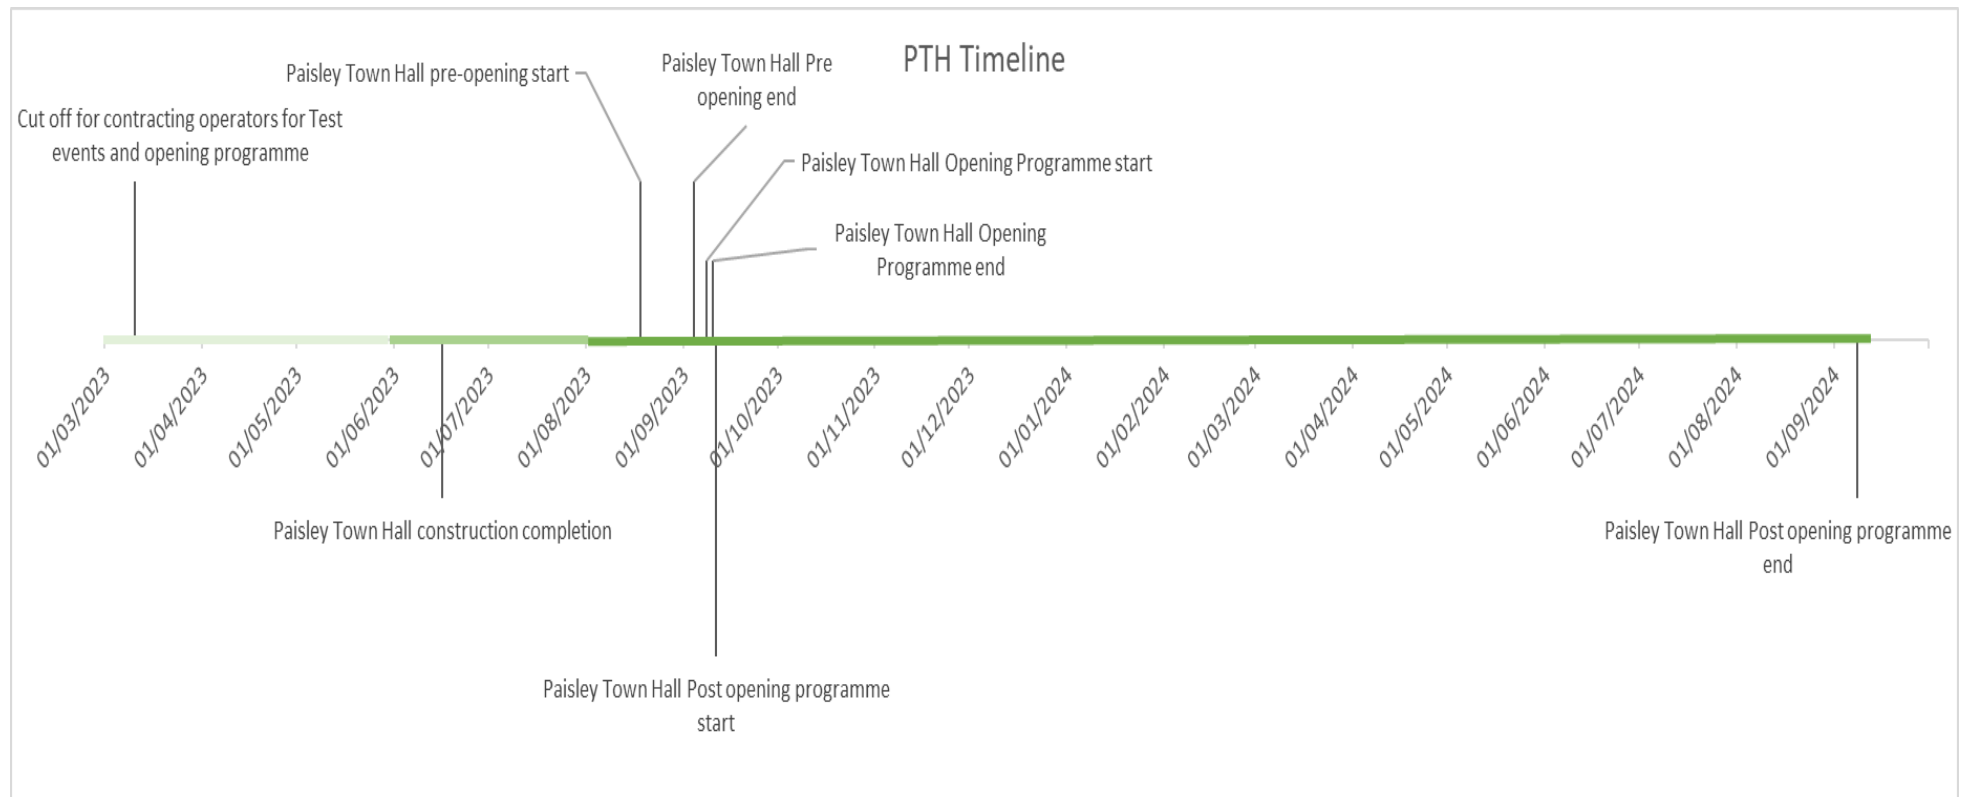 PTH Timeline
Cut off for contracting operators for Test
events and opening programme
Paisley Town Hall pre-opening start
Paisley Town Hall Pre
opening end
Paisley Town Hall Opening Programme start
Paisley Town Hall Opening
Programme end
01/03/2023
01/04/2023
01/05/2023
01/06/2023
01/07/2023
01/08/2023
01/09/2023
01/10/2023
01/11/2023
01/12/2023
01/01/2024
01/02/2024
01/03/2024
01/04/2024
01/05/2024
01/06/2024
01/07/2024
01/08/2024
01/09/2024
Paisley Town Hall construction completion
Paisley Town Hall Post opening programme
end
Paisley Town Hall Post opening programme
start